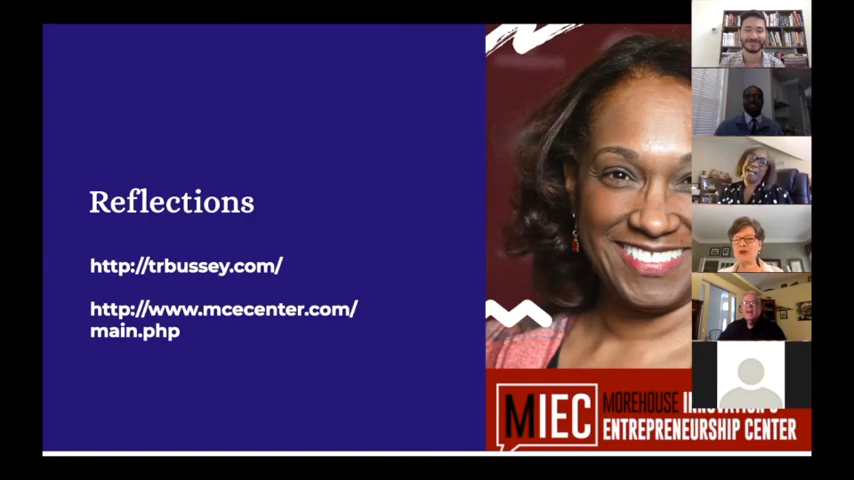 Reflections
http://trbussey.com/
http://www.mcecenter.com/
main.php
MIEC
MOREHOUSE INNOVATION &
ENTREPRENEURSHIP CENTER